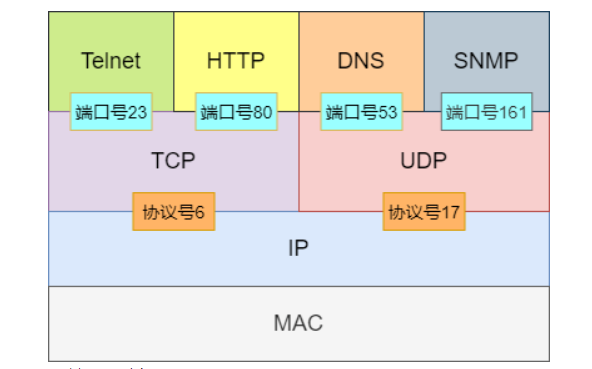 Telnet
HTTP
DNS
SNMP
端口号23
端口号80
端口号53
端口号161
TCP
UDP
协议号6
协议号17
IP
MAC